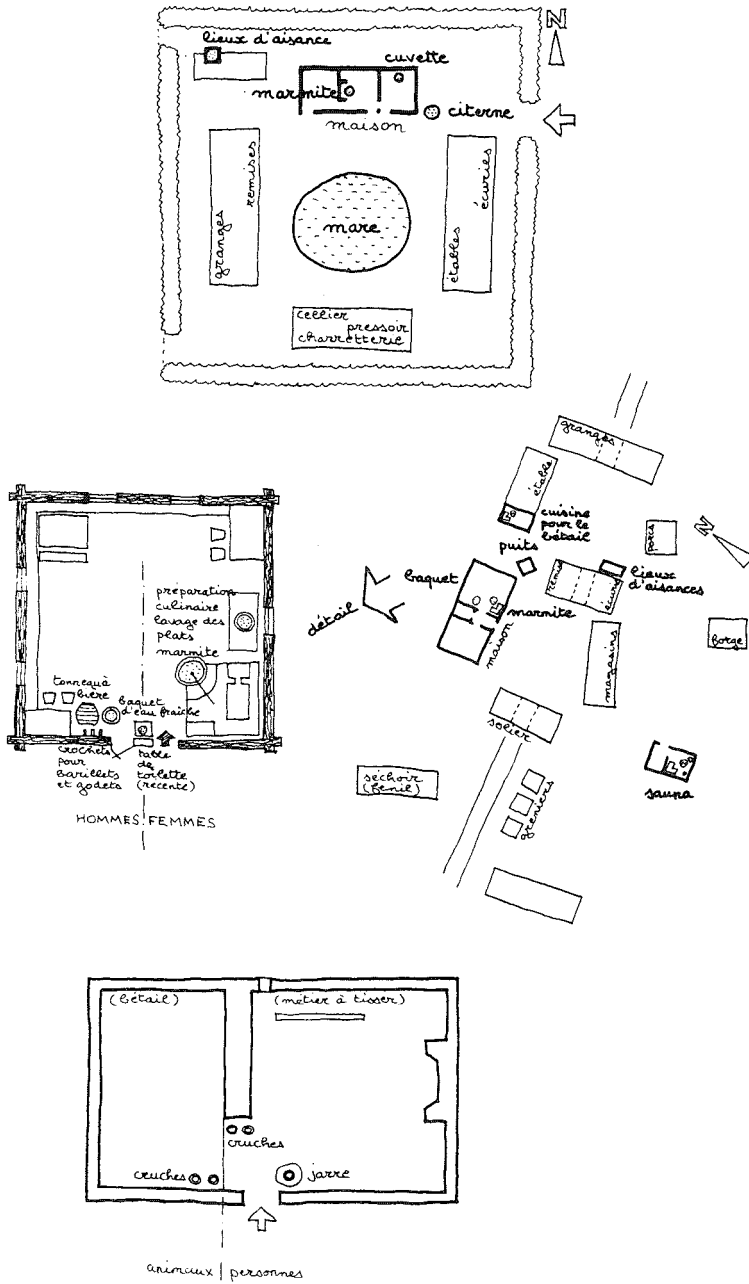 N
lieux d'aisance
cuvette
marmite
citerne
maison
remises
granges
mare
écuries
étables
cellier
pressoir
charretterie
granges
étable
cuisine
pour le
bétail
porcs
N
puits
baquet
remise
écurie
lieux
d'aisances
détail
marmite
maison
forge
magasins
solier
séchoir
(fenil)
greniers
sauna
préparation
culinaire
lavage des
plats
marmite
tonneau à
bière
baquet
d'eau fraîche
crochets
pour
barillets
et godets
table
de
toilette
(récente)
HOMMES FEMMES
(bétail)
(métier à tisser)
cruches
cruches
jarre
animaux | personnes